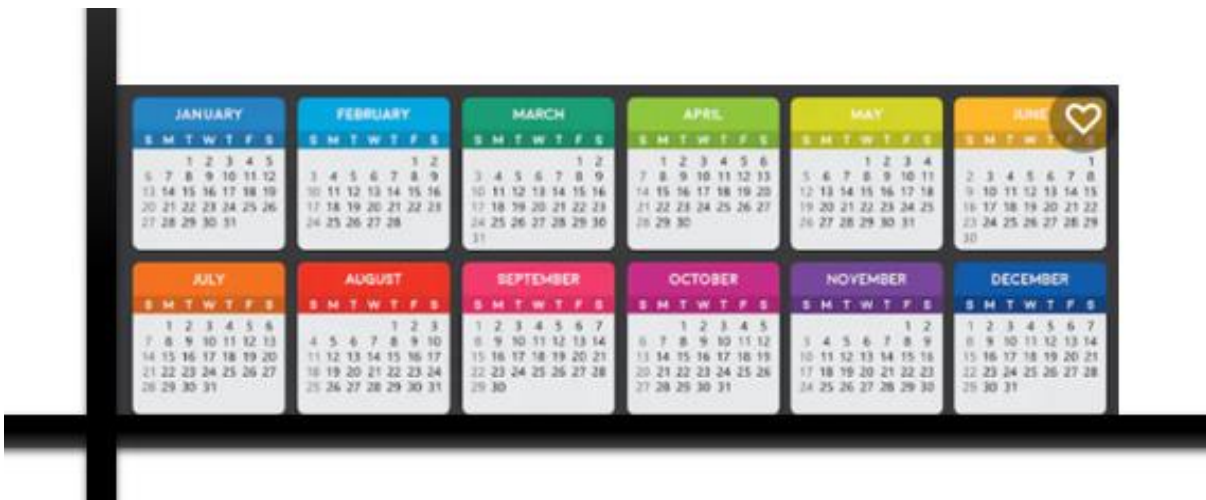 JANUARY
S M T W T F S
1 2 3 4 5
6 7 8 9 10 11 12
13 14 15 16 17 18 19
20 21 22 23 24 25 26
27 28 29 30 31
FEBRUARY
S M T W T F S
1 2
3 4 5 6 7 8 9
10 11 12 13 14 15 16
17 18 19 20 21 22 23
24 25 26 27 28
MARCH
S M T W T F S
1 2
3 4 5 6 7 8 9
10 11 12 13 14 15 16
17 18 19 20 21 22 23
24 25 26 27 28 29 30
31
APRIL
S M T W T F S
1 2 3 4 5 6
7 8 9 10 11 12 13
14 15 16 17 18 19 20
21 22 23 24 25 26 27
28 29 30
MAY
S M T W T F S
1 2 3 4
5 6 7 8 9 10 11
12 13 14 15 16 17 18
19 20 21 22 23 24 25
26 27 28 29 30 31
JUNE
S M T W T F S
1
2 3 4 5 6 7 8
9 10 11 12 13 14 15
16 17 18 19 20 21 22
23 24 25 26 27 28 29
30
JULY
S M T W T F S
1 2 3 4 5 6
7 8 9 10 11 12 13
14 15 16 17 18 19 20
21 22 23 24 25 26 27
28 29 30 31
AUGUST
S M T W T F S
1 2 3
4 5 6 7 8 9 10
11 12 13 14 15 16 17
18 19 20 21 22 23 24
25 26 27 28 29 30 31
SEPTEMBER
S M T W T F S
1 2 3 4 5 6 7
8 9 10 11 12 13 14
15 16 17 18 19 20 21
22 23 24 25 26 27 28
29 30
OCTOBER
S M T W T F S
1 2 3 4 5
6 7 8 9 10 11 12
13 14 15 16 17 18 19
20 21 22 23 24 25 26
27 28 29 30 31
NOVEMBER
S M T W T F S
1 2
3 4 5 6 7 8 9
10 11 12 13 14 15 16
17 18 19 20 21 22 23
24 25 26 27 28 29 30
DECEMBER
S M T W T F S
1 2 3 4 5 6 7
8 9 10 11 12 13 14
15 16 17 18 19 20 21
22 23 24 25 26 27 28
29 30 31